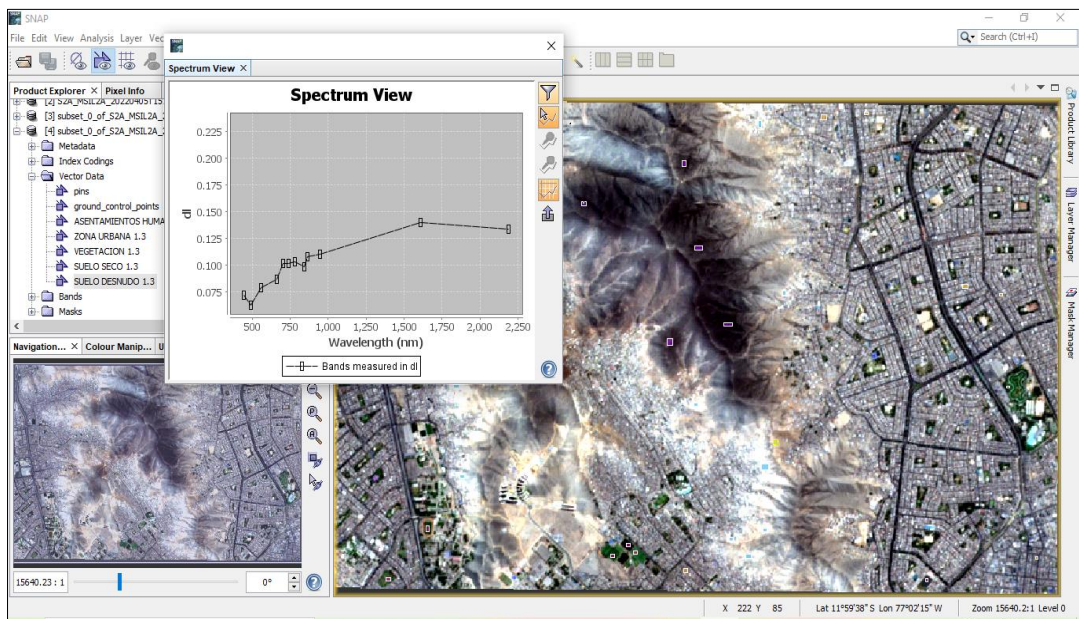 SNAP
File Edit View Analysis Layer Vec
Search (Ctrl+I)
Product Explorer Pixel Info
[2] S2A_MSIL2A_20220405T15
[3] subset_0_of_S2A_MSIL2A_2
[4] subset_0_of_S2A_MSIL2A_2
Metadata
Index Codings
Vector Data
pins
ground_control_points
ASENTAMIENTOS HUMA
ZONA URBANA 1.3
VEGETACION 1.3
SUELO SECO 1.3
SUELO DESNUDO 1.3
Bands
Masks
Navigation... Colour Manip... U
15640.23 : 1
0°
Spectrum View
Spectrum View
dl
0.225
0.200
0.175
0.150
0.125
0.100
0.075
500 750 1,000 1,250 1,500 1,750 2,000 2,250
Wavelength (nm)
Bands measured in dl
Product Library
Layer Manager
Mask Manager
X 222 Y 85 Lat 11°59'38" S Lon 77°02'15" W Zoom 15640.2:1 Level 0